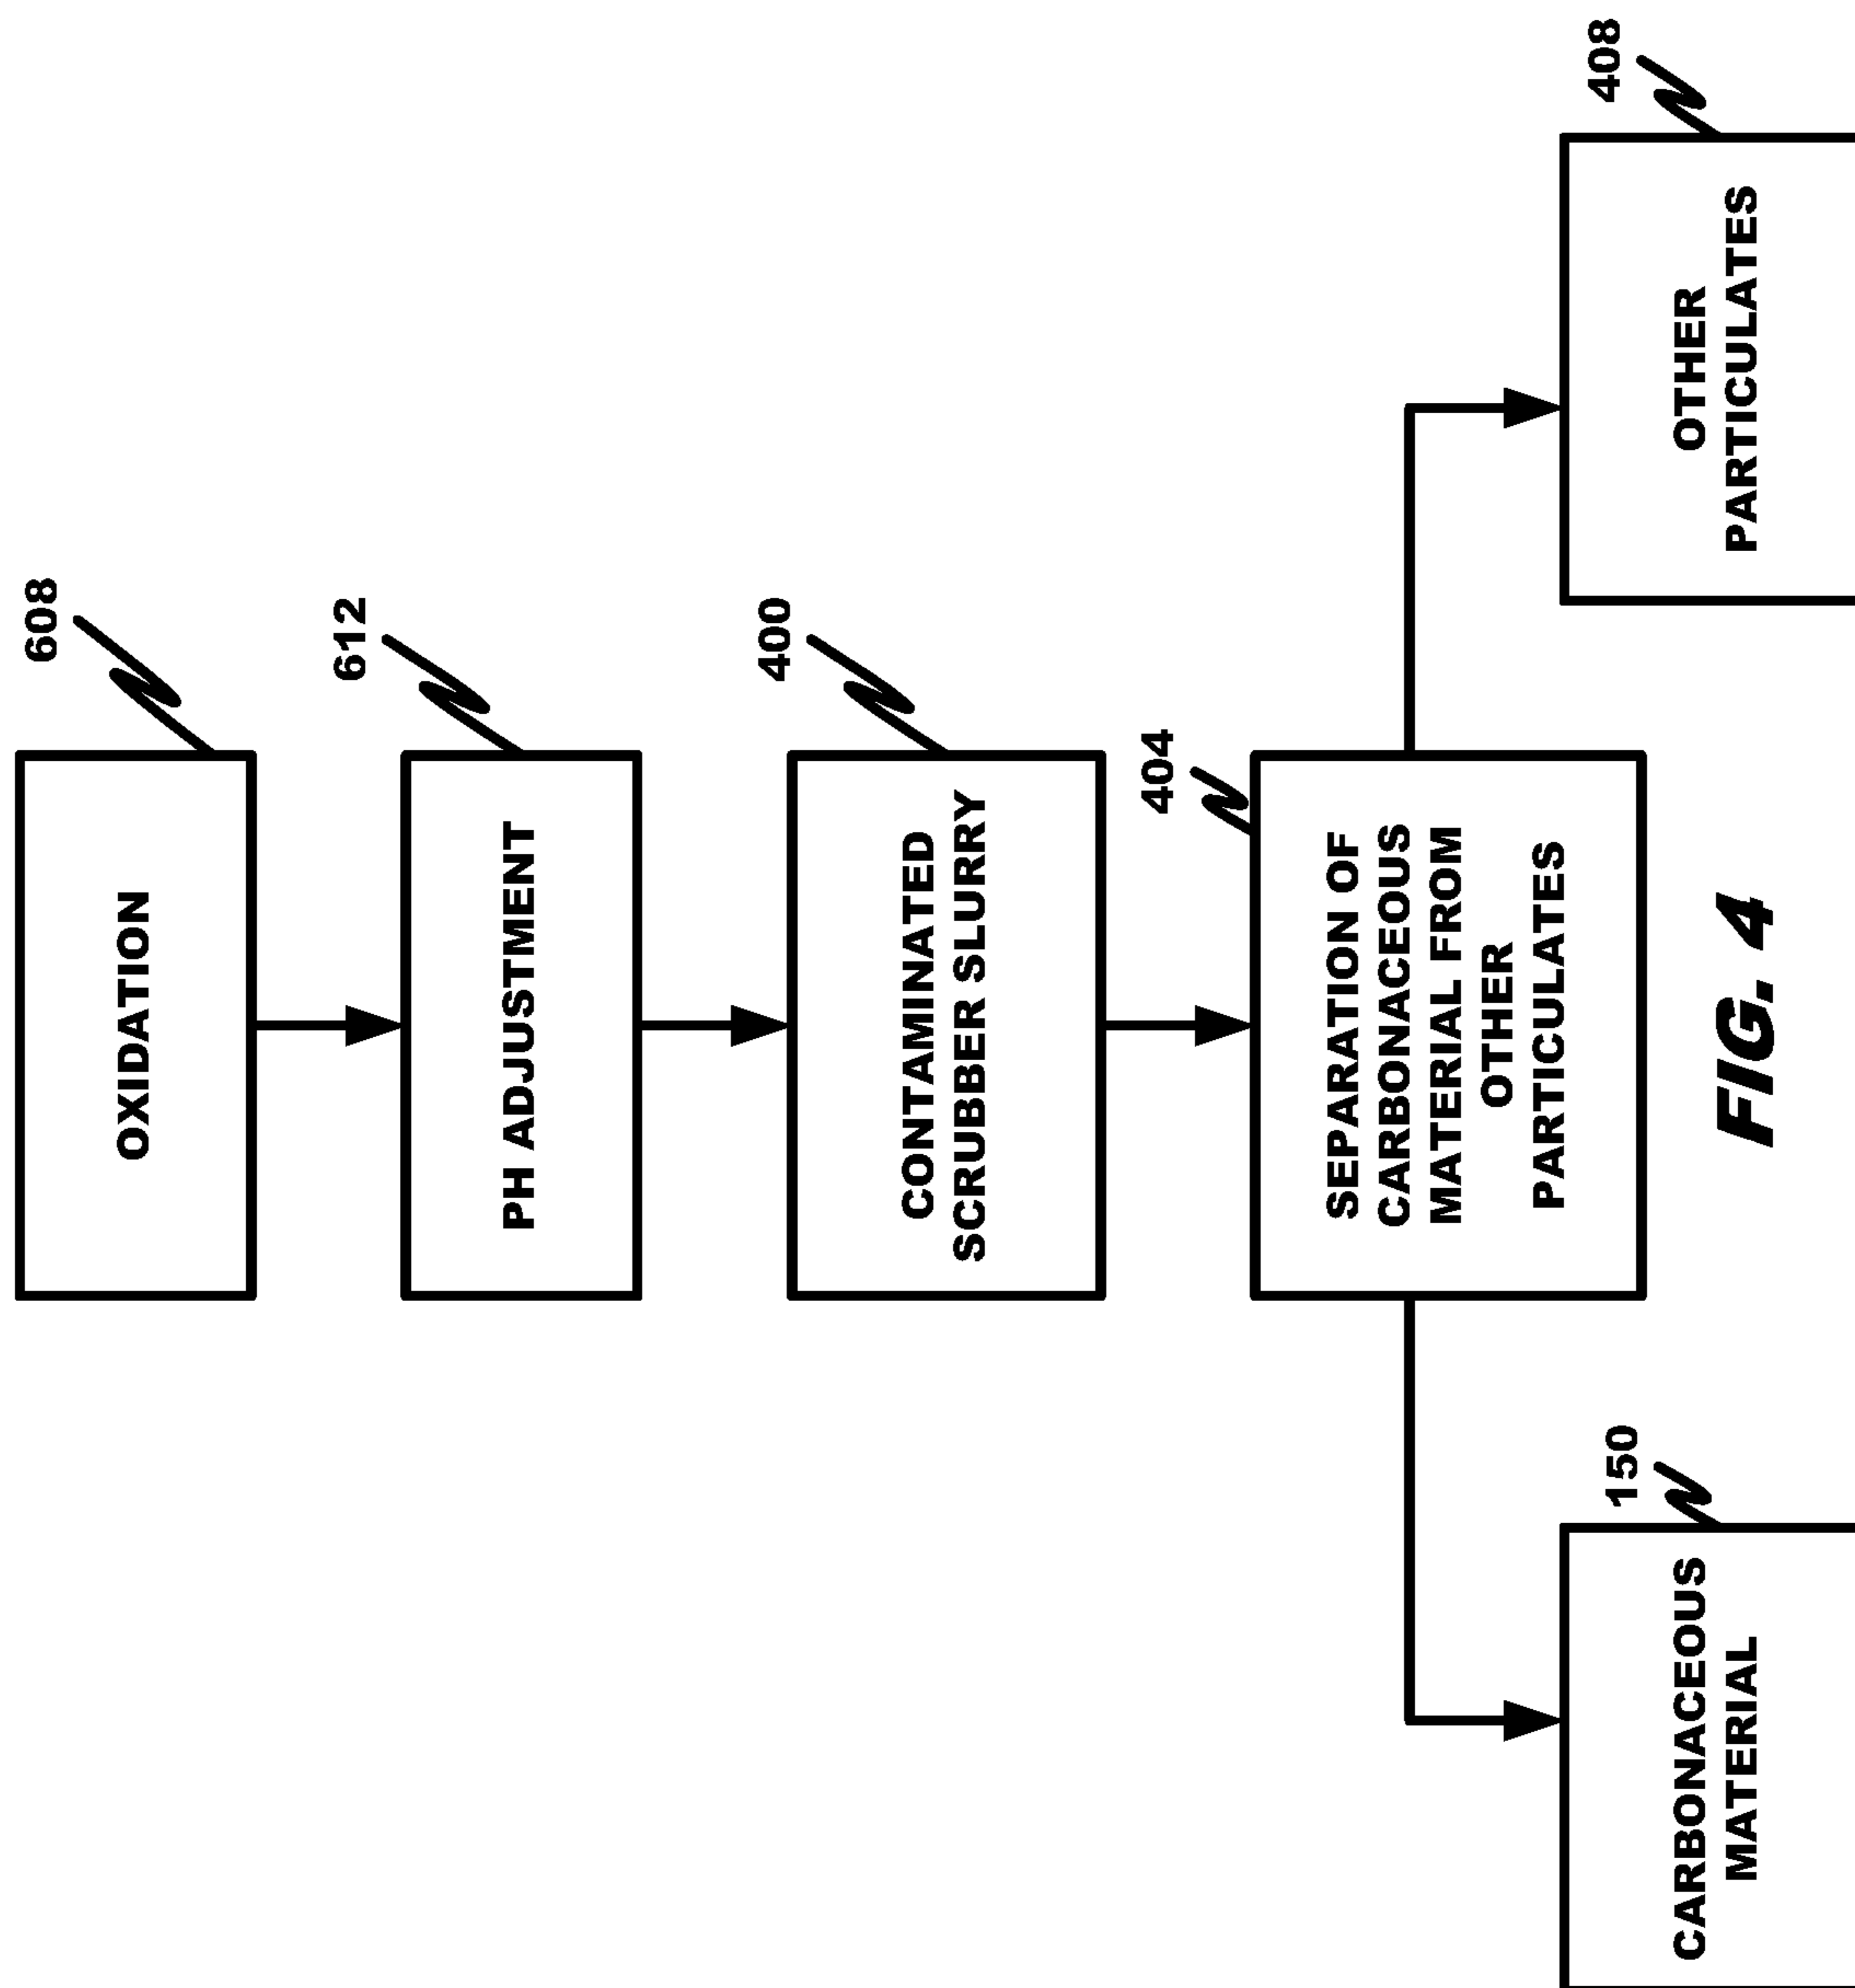 608
OXIDATION
612
PH ADJUSTMENT
400
CONTAMINATED
SCRUBBER SLURRY
404
SEPARATION OF
CARBONACEOUS
MATERIAL FROM
OTHER
PARTICULATES
150
CARBONACEOUS
MATERIAL
408
OTHER
PARTICULATES
FIG. 4